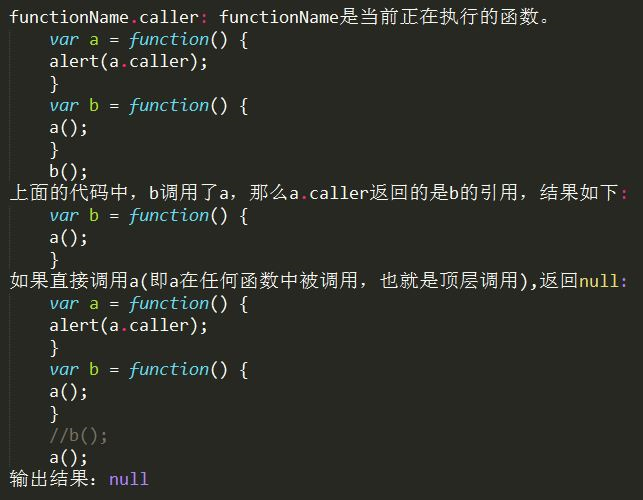 functionName.caller: functionName是当前正在执行的函数。
var a = function() {
alert(a.caller);
}
var b = function() {
a();
}
b();
上面的代码中，b调用了a，那么a.caller返回的是b的引用，结果如下:
var b = function() {
a();
}
如果直接调用a(即a在任何函数中被调用，也就是顶层调用),返回null:
var a = function() {
alert(a.caller);
}
var b = function() {
a();
}
//b();
a();
输出结果：null